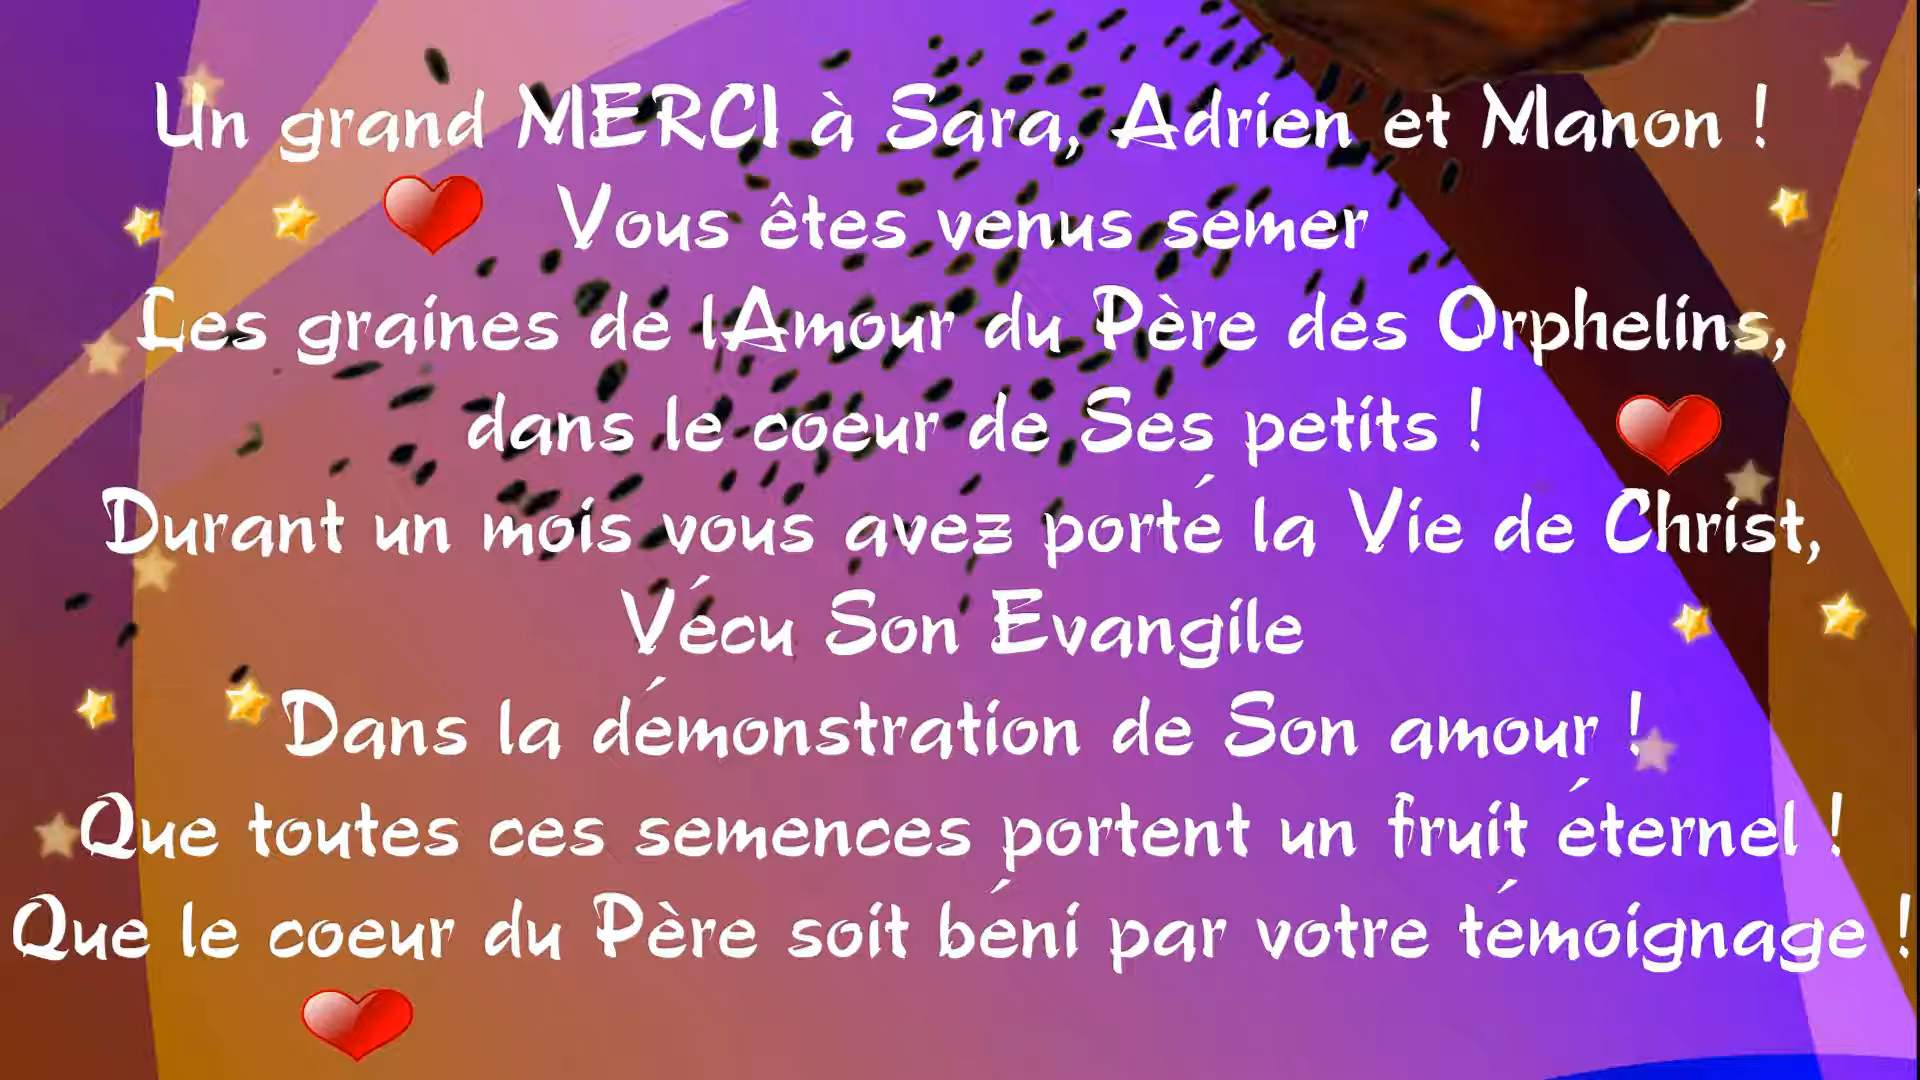 Un grand MERCI à Sara, Adrien et Manon !
Vous êtes venus semer
Les graines de lAmour du Père des Orphelins,
dans le coeur de Ses petits !
Durant un mois vous avez porté la Vie de Christ,
Vécu Son Evangile
Dans la démonstration de Son amour !
Que toutes ces semences portent un fruit éternel !
Que le coeur du Père soit béni par votre témoignage !